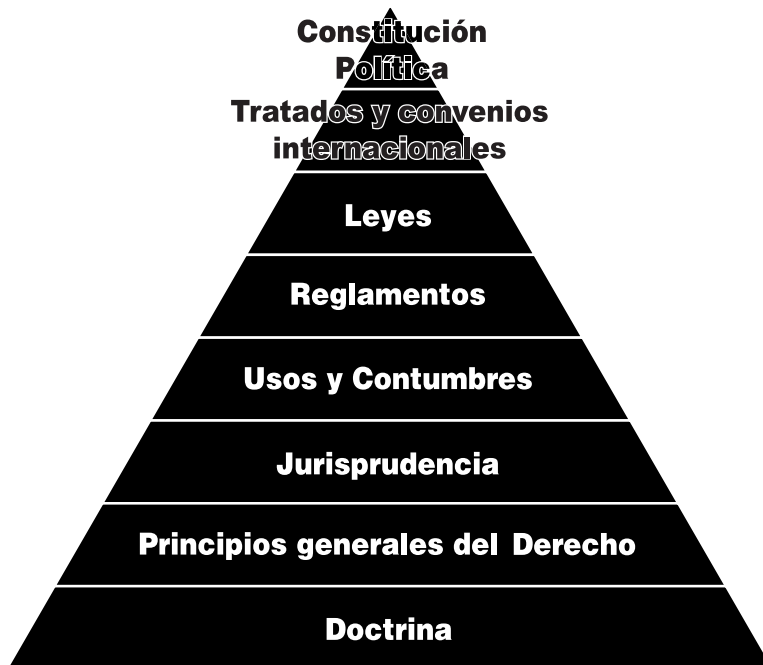 Constitución
Política
Tratados y convenios
internacionales
Leyes
Reglamentos
Usos y Contumbres
Jurisprudencia
Principios generales del Derecho
Doctrina